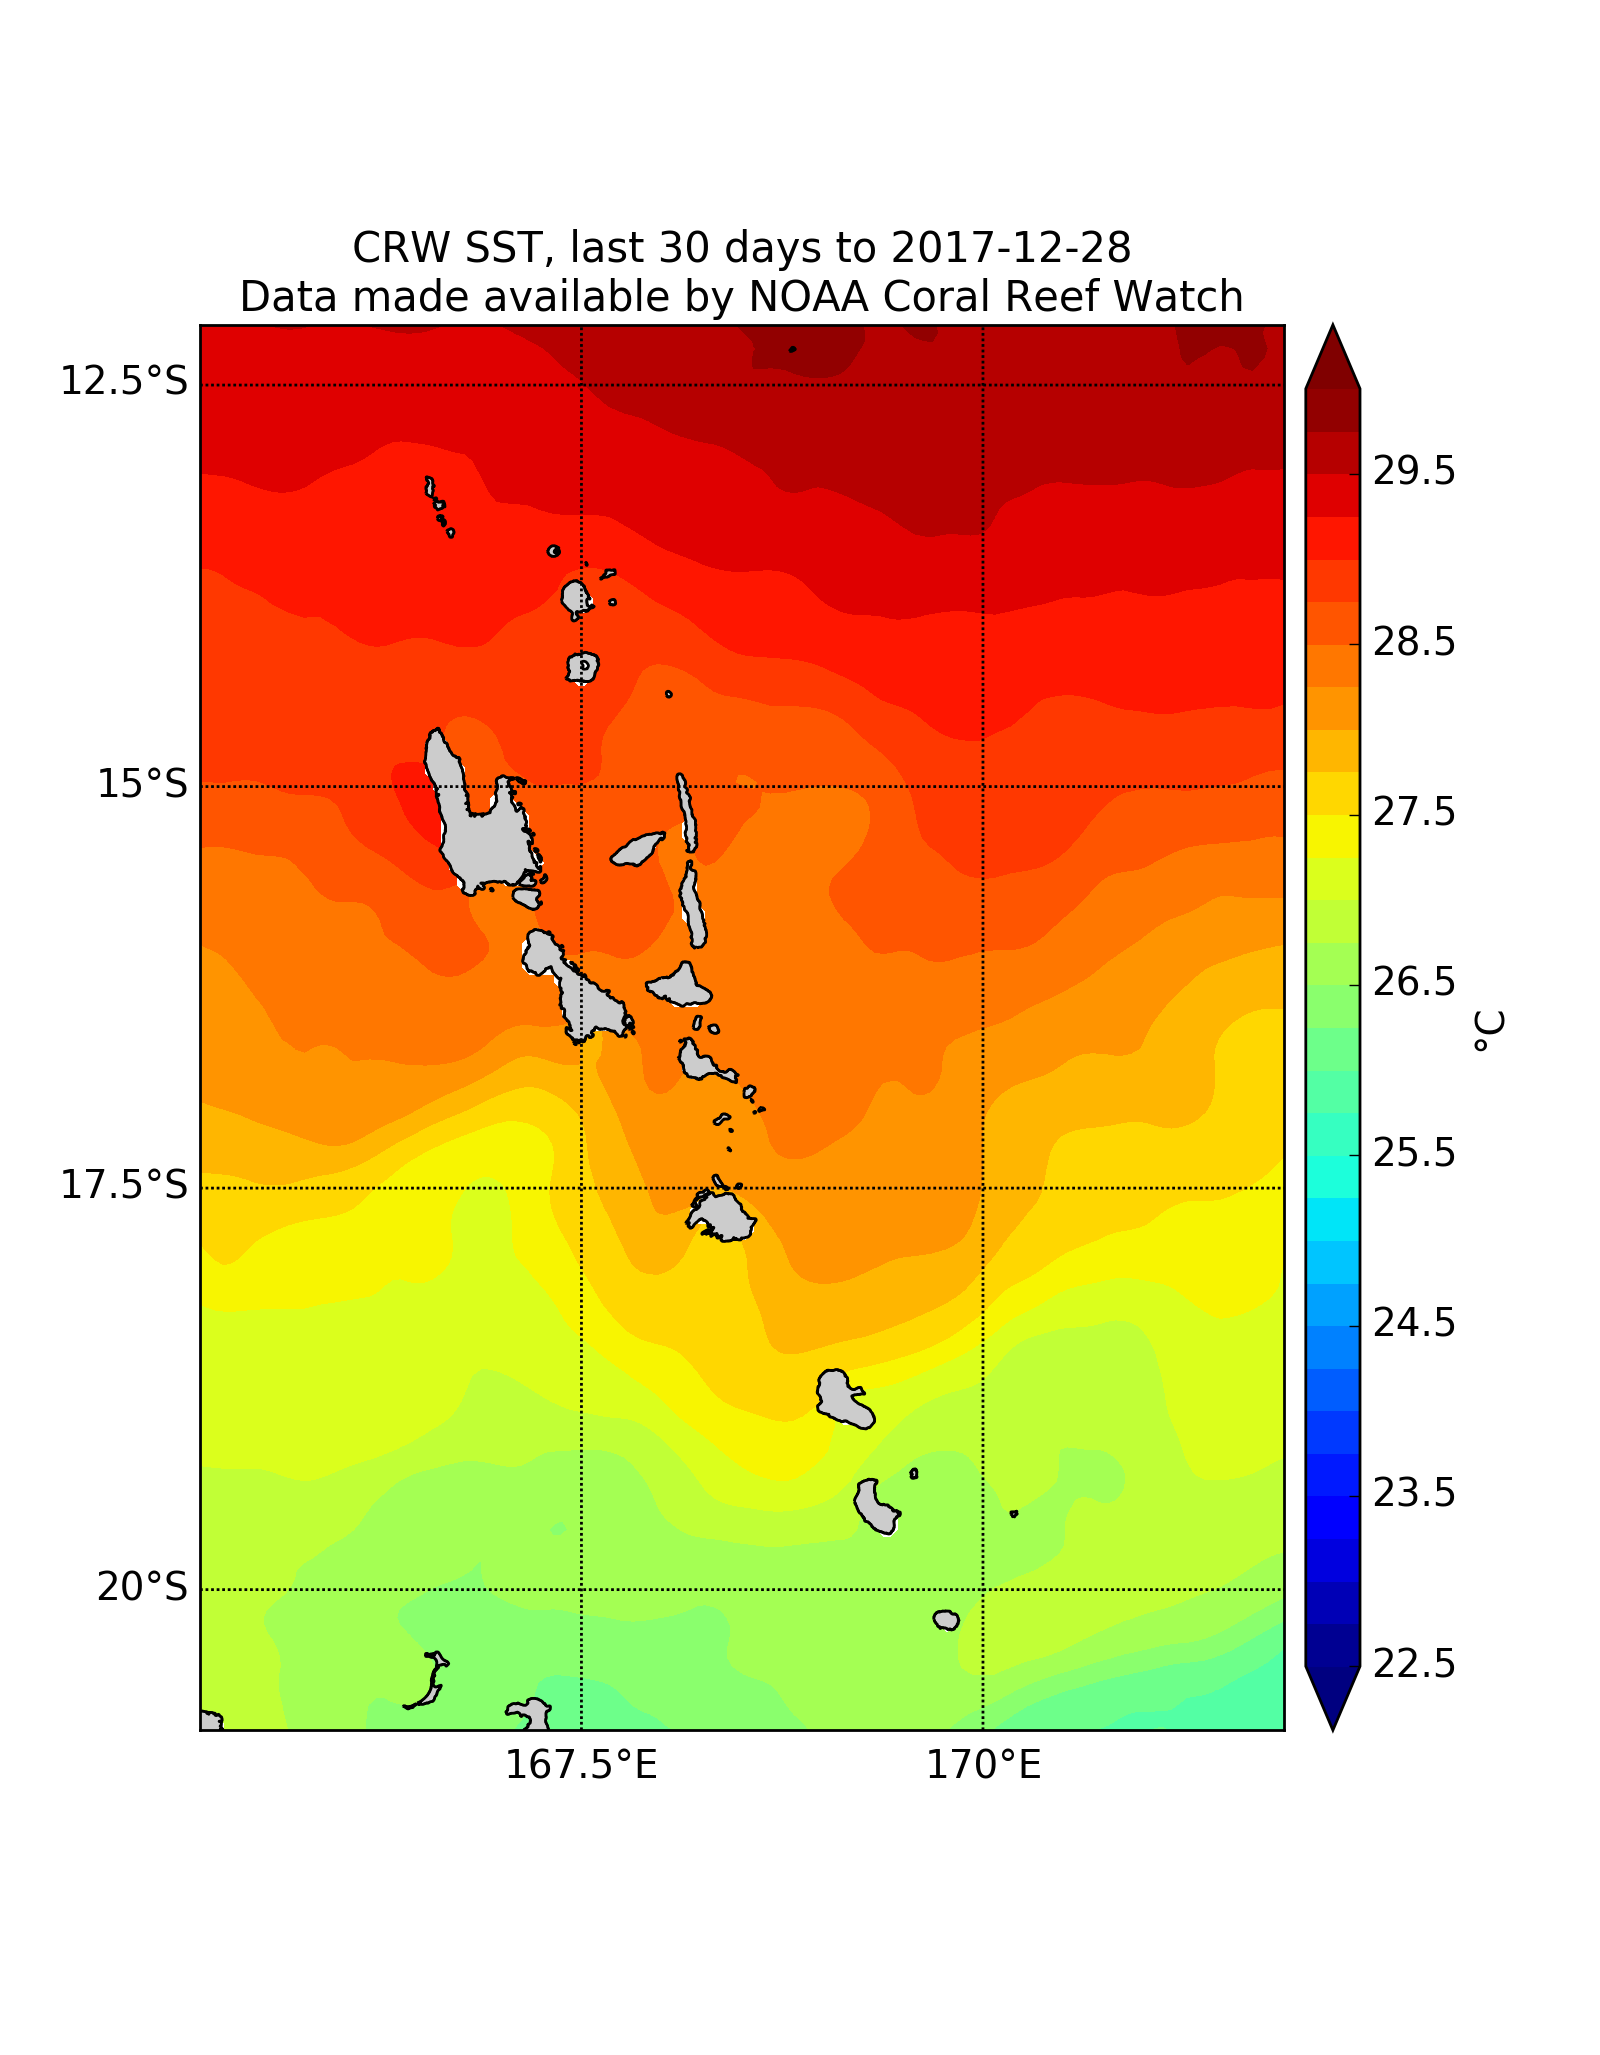 CRW SST, last 30 days to 2017-12-28
Data made available by NOAA Coral Reef Watch
12.5°S
15°S
17.5°S
20°S
167.5°E
170°E
29.5
28.5
27.5
26.5
25.5
24.5
23.5
22.5
°C